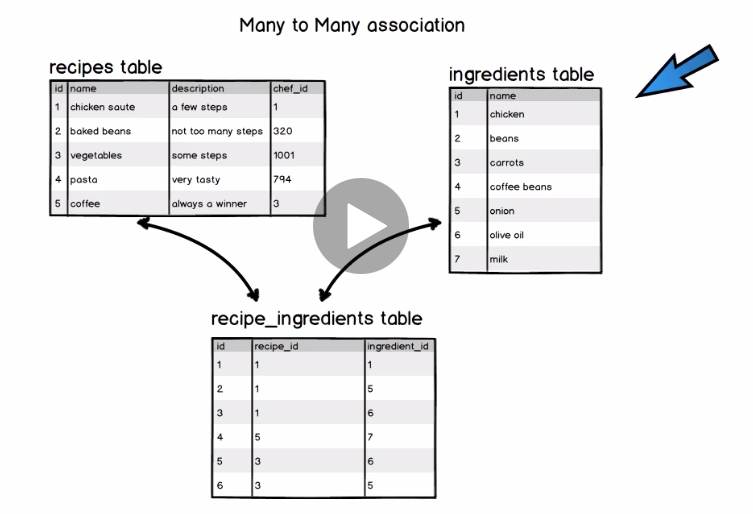 Many to Many association
recipes table
id name description chef_id
1 chicken saute a few steps 1
2 baked beans not too many steps 320
3 vegetables some steps 1001
4 pasta very tasty 794
5 coffee always a winner 3
ingredients table
id name
1 chicken
2 beans
3 carrots
4 coffee beans
5 onion
6 olive oil
7 milk
recipe_ingredients table
id recipe_id ingredient_id
1 1 1
2 1 5
3 1 6
4 5 7
5 3 6
6 3 5